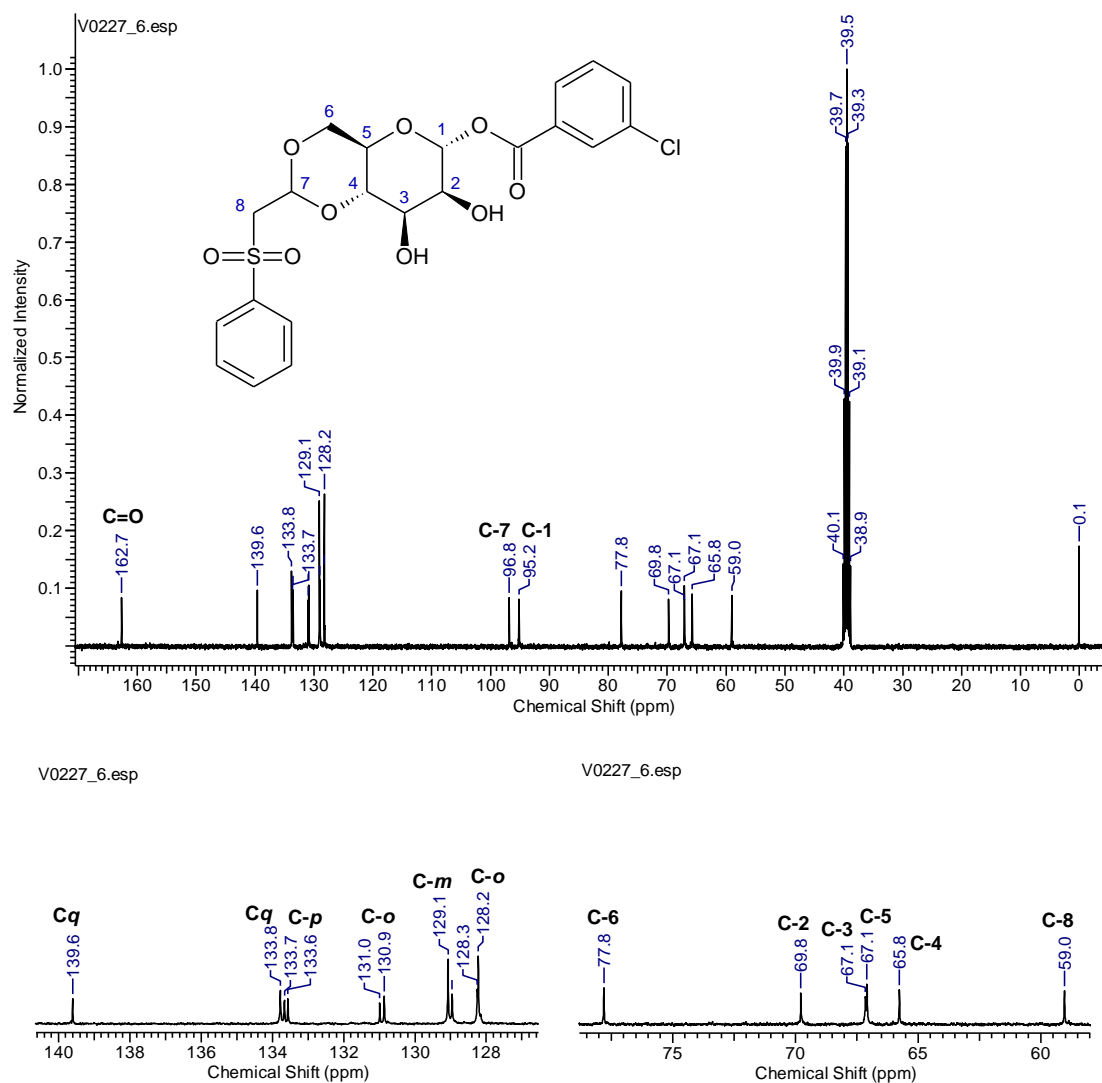 V0227_6.esp
39.5
39.7
39.3
1.0
6
5
O
1
O
0.9
O
Cl
7
4
2
O
0.8
8
O
3
OH
O
S
O
OH
0.7
0.6
Normalized Intensity
0.5
39.9
39.1
0.4
129.1
128.2
0.3
C=O
133.8
C-7
C-1
40.1
38.9
0.2
162.7
139.6
133.7
96.8
95.2
77.8
69.8
67.1
67.1
65.8
59.0
0.1
0.1
160 150 140 130 120 110 100 90 80 70 60 50 40 30 20 10 0
Chemical Shift (ppm)
V0227_6.esp
Cq
139.6
Cq
133.8
C-p
133.7
133.6
C-o
131.0
130.9
C-m
129.1
128.3
C-o
128.2
140 138 136 134 132 130 128
Chemical Shift (ppm)
V0227_6.esp
C-6
77.8
C-2
69.8
C-3
67.1
C-5
67.1
65.8
C-4
C-8
59.0
75 70 65 60
Chemical Shift (ppm)